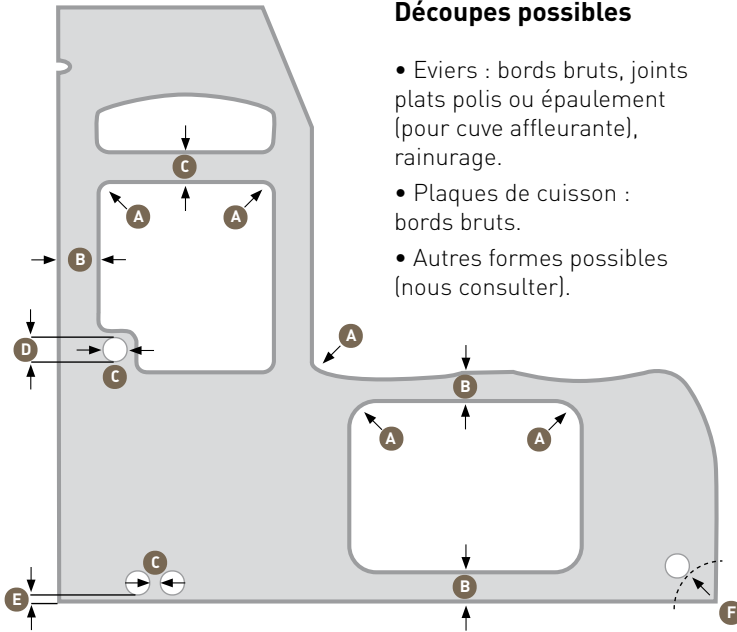 Découpes possibles
• Eviers : bords bruts, joints
plats polis ou épaulement
(pour cuve affleurante),
rainurage.
• Plaques de cuisson :
bords bruts.
• Autres formes possibles
(nous consulter).
C
A
A
B
D
C
A
B
A
A
C
B
E
F